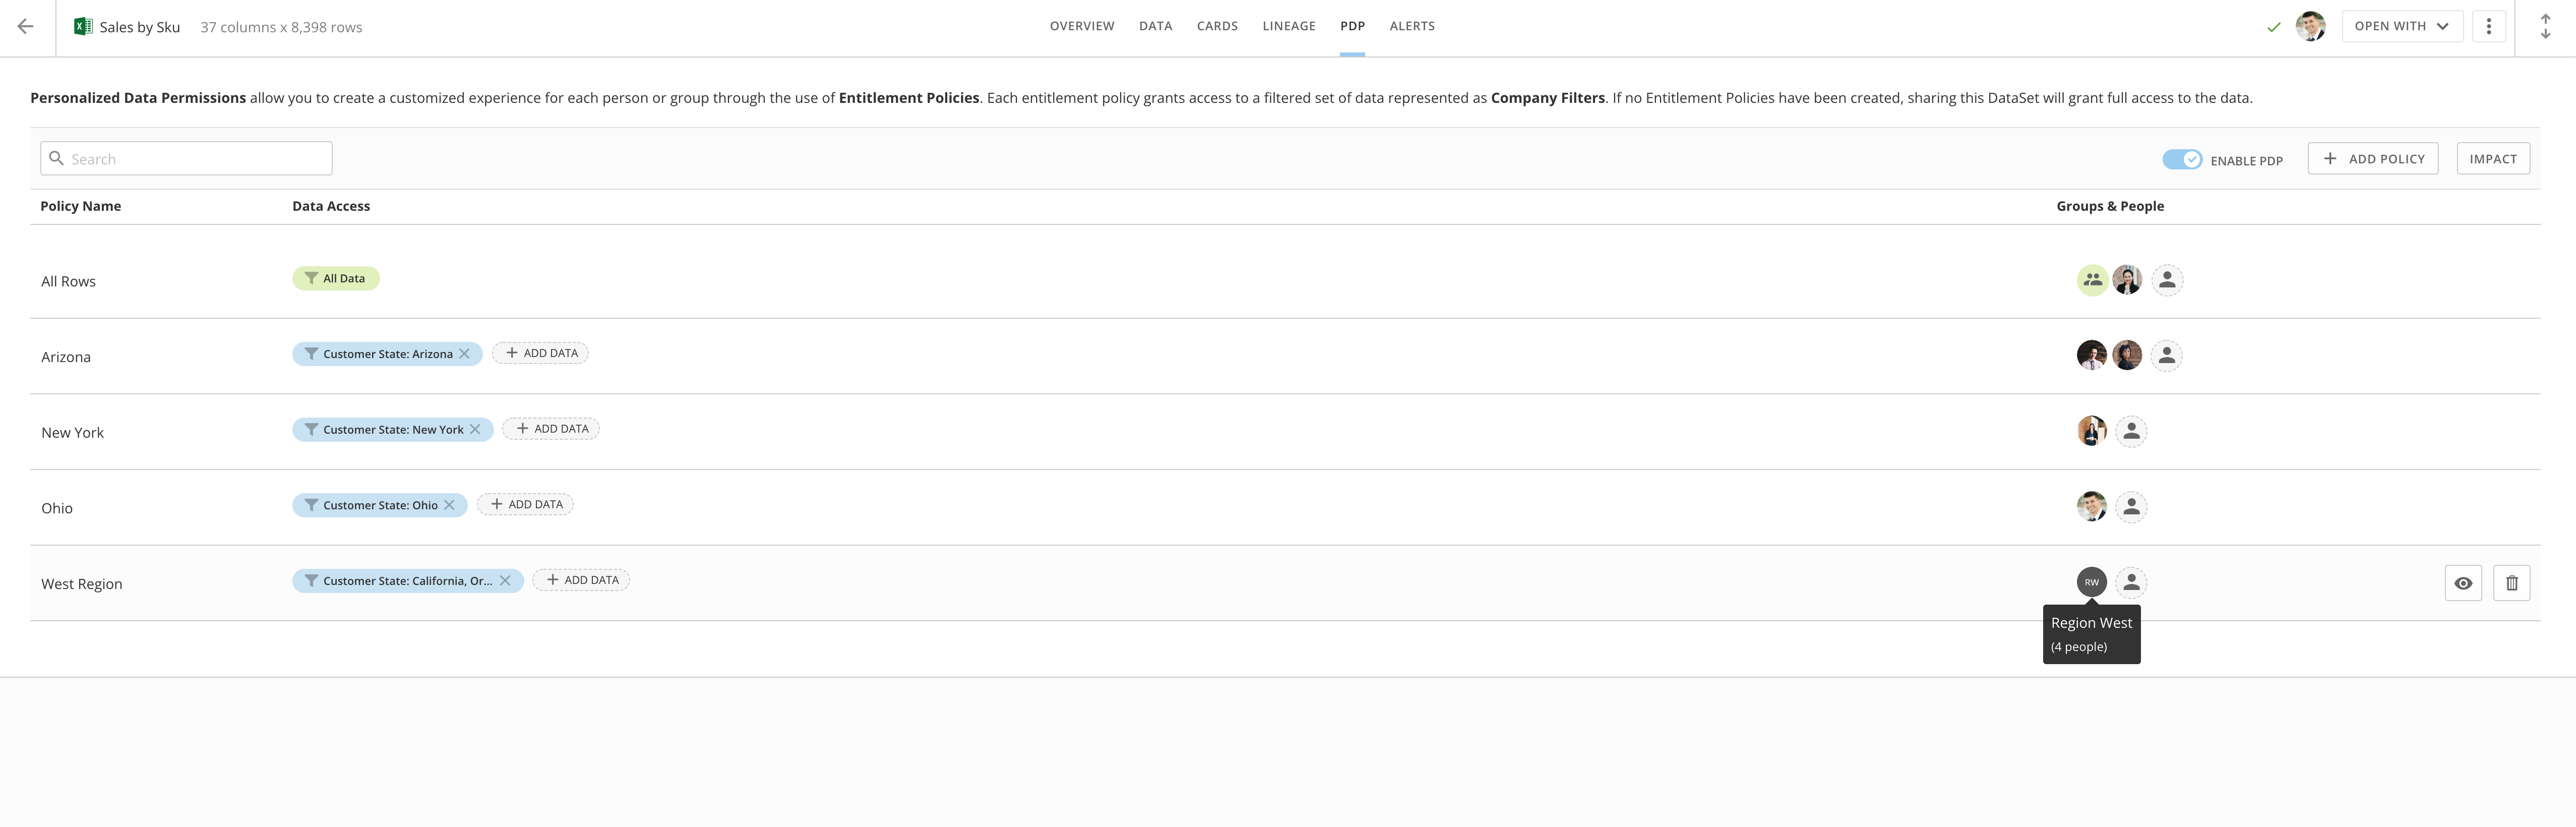 Sales by Sku 37 columns x 8,398 rows OVERVIEW DATA CARDS LINEAGE PDP ALERTS OPEN WITH
Personalized Data Permissions allow you to create a customized experience for each person or group through the use of Entitlement Policies. Each entitlement policy grants access to a filtered set of data represented as Company Filters. If no Entitlement Policies have been created, sharing this DataSet will grant full access to the data.
Search ENABLE PDP + ADD POLICY IMPACT
Policy Name Data Access Groups & People
All Rows All Data
Arizona Customer State: Arizona + ADD DATA
New York Customer State: New York + ADD DATA
Ohio Customer State: Ohio + ADD DATA
West Region Customer State: California, Or... + ADD DATA RW
Region West
(4 people)